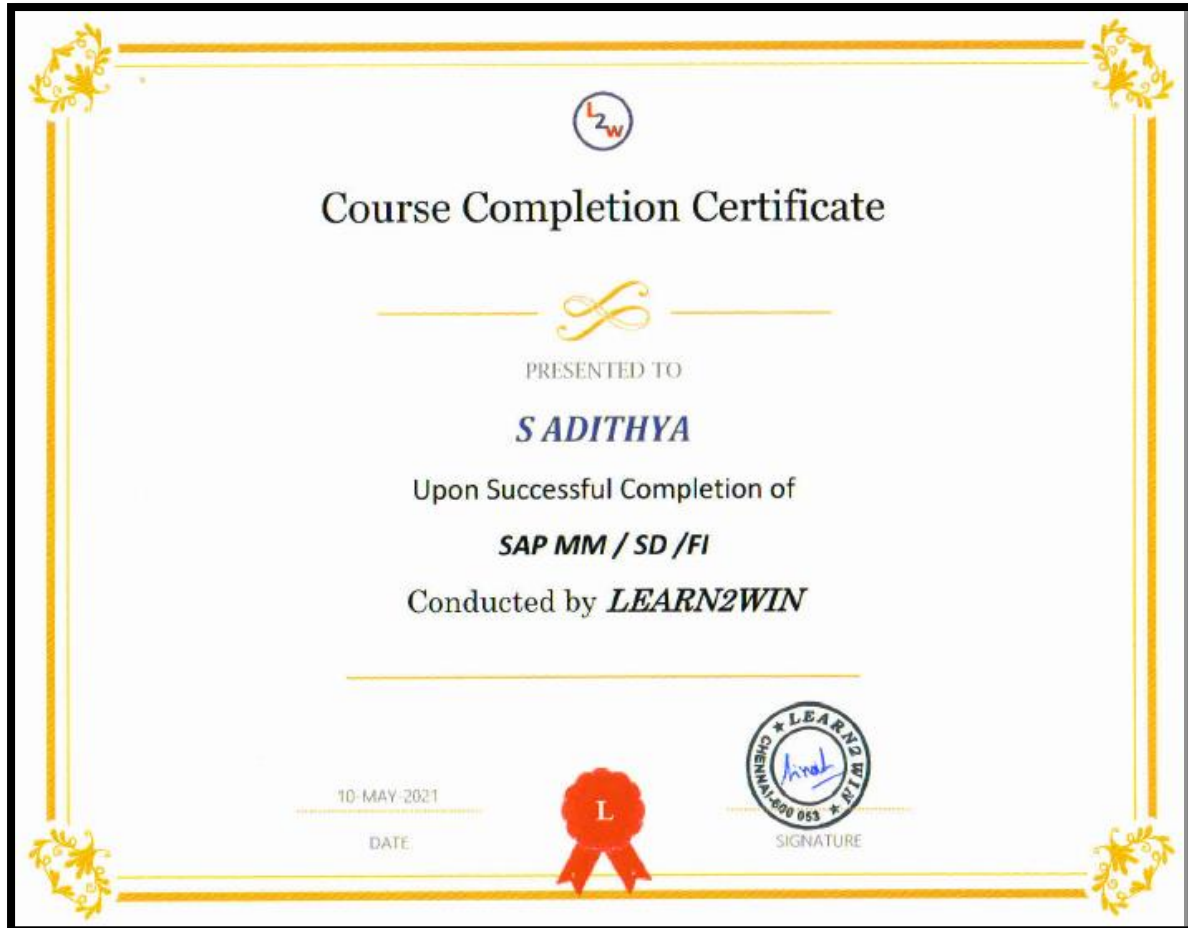 L2W
Course Completion Certificate
PRESENTED TO
S ADITHYA
Upon Successful Completion of
SAP MM / SD /FI
Conducted by LEARN2WIN
10-MAY-2021
DATE
L
★ LEARN2WIN ★
CHENNAI-600 053
SIGNATURE